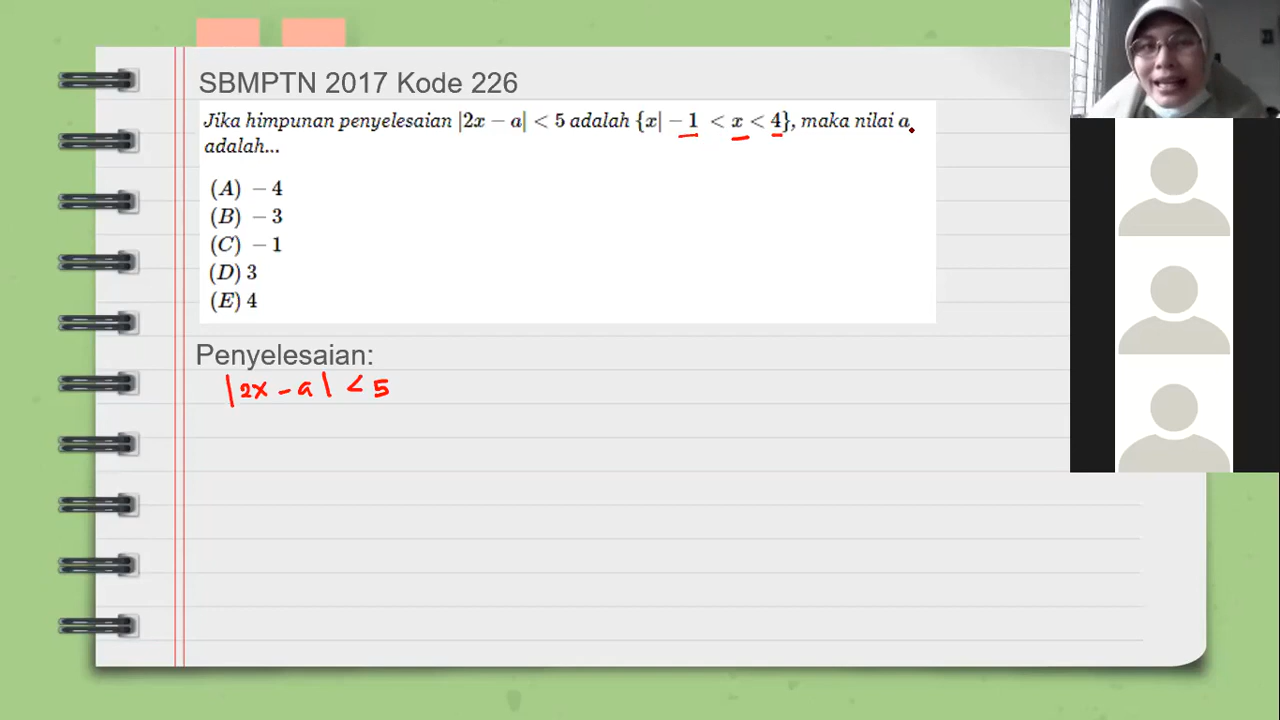 SBMPTN 2017 Kode 226
Jika himpunan penyelesaian |2x − a| < 5 adalah {x| − 1 < x < 4}, maka nilai a
adalah...
(A) − 4
(B) − 3
(C) − 1
(D) 3
(E) 4
Penyelesaian:
|2x − a| < 5